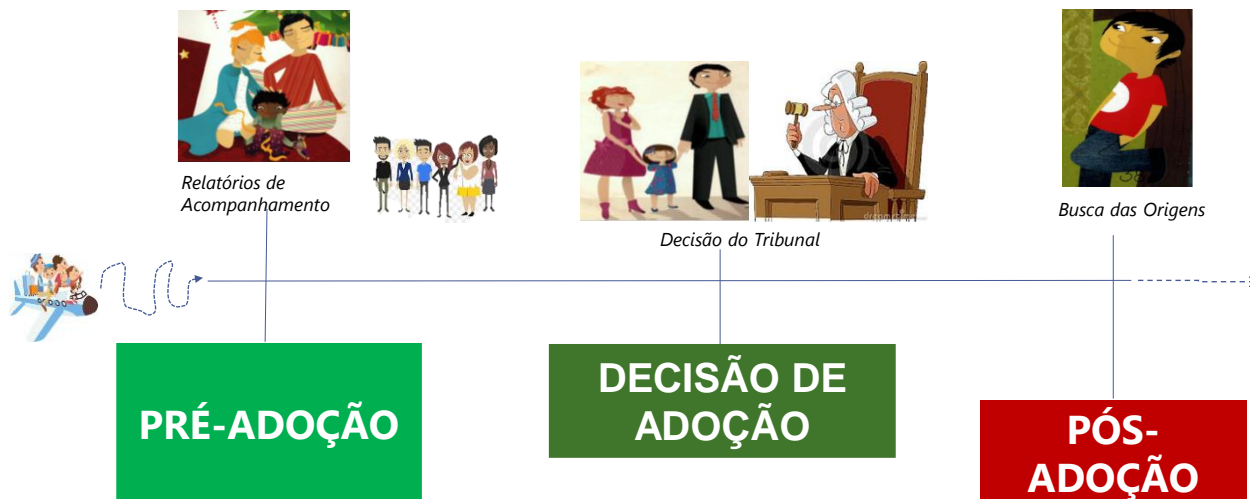 Relatórios de
Acompanhamento
Decisão do Tribunal
Busca das Origens
PRÉ-ADOÇÃO
DECISÃO DE
ADOÇÃO
PÓS-
ADOÇÃO